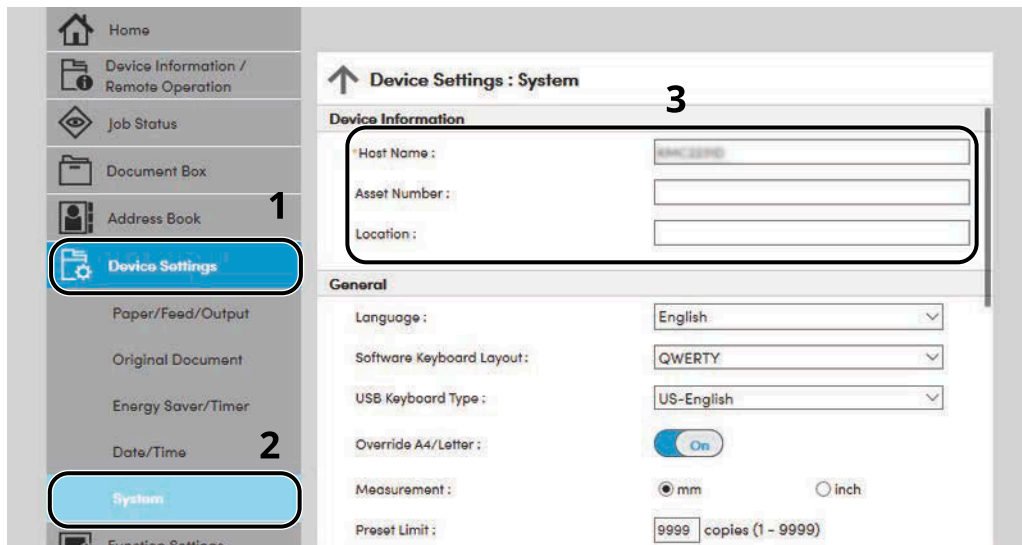 Home
Device Information /
Remote Operation
Job Status
Document Box
Address Book
1
Device Settings
Paper/Feed/Output
Original Document
Energy Saver/Timer
Date/Time
2
System
Function Settings
Device Settings : System
3
Device Information
*Host Name :
Asset Number :
Location :
General
Language : English
Software Keyboard Layout : QWERTY
USB Keyboard Type : US-English
Override A4/Letter : On
Measurement : mm inch
Preset Limit : 9999 copies (1 - 9999)